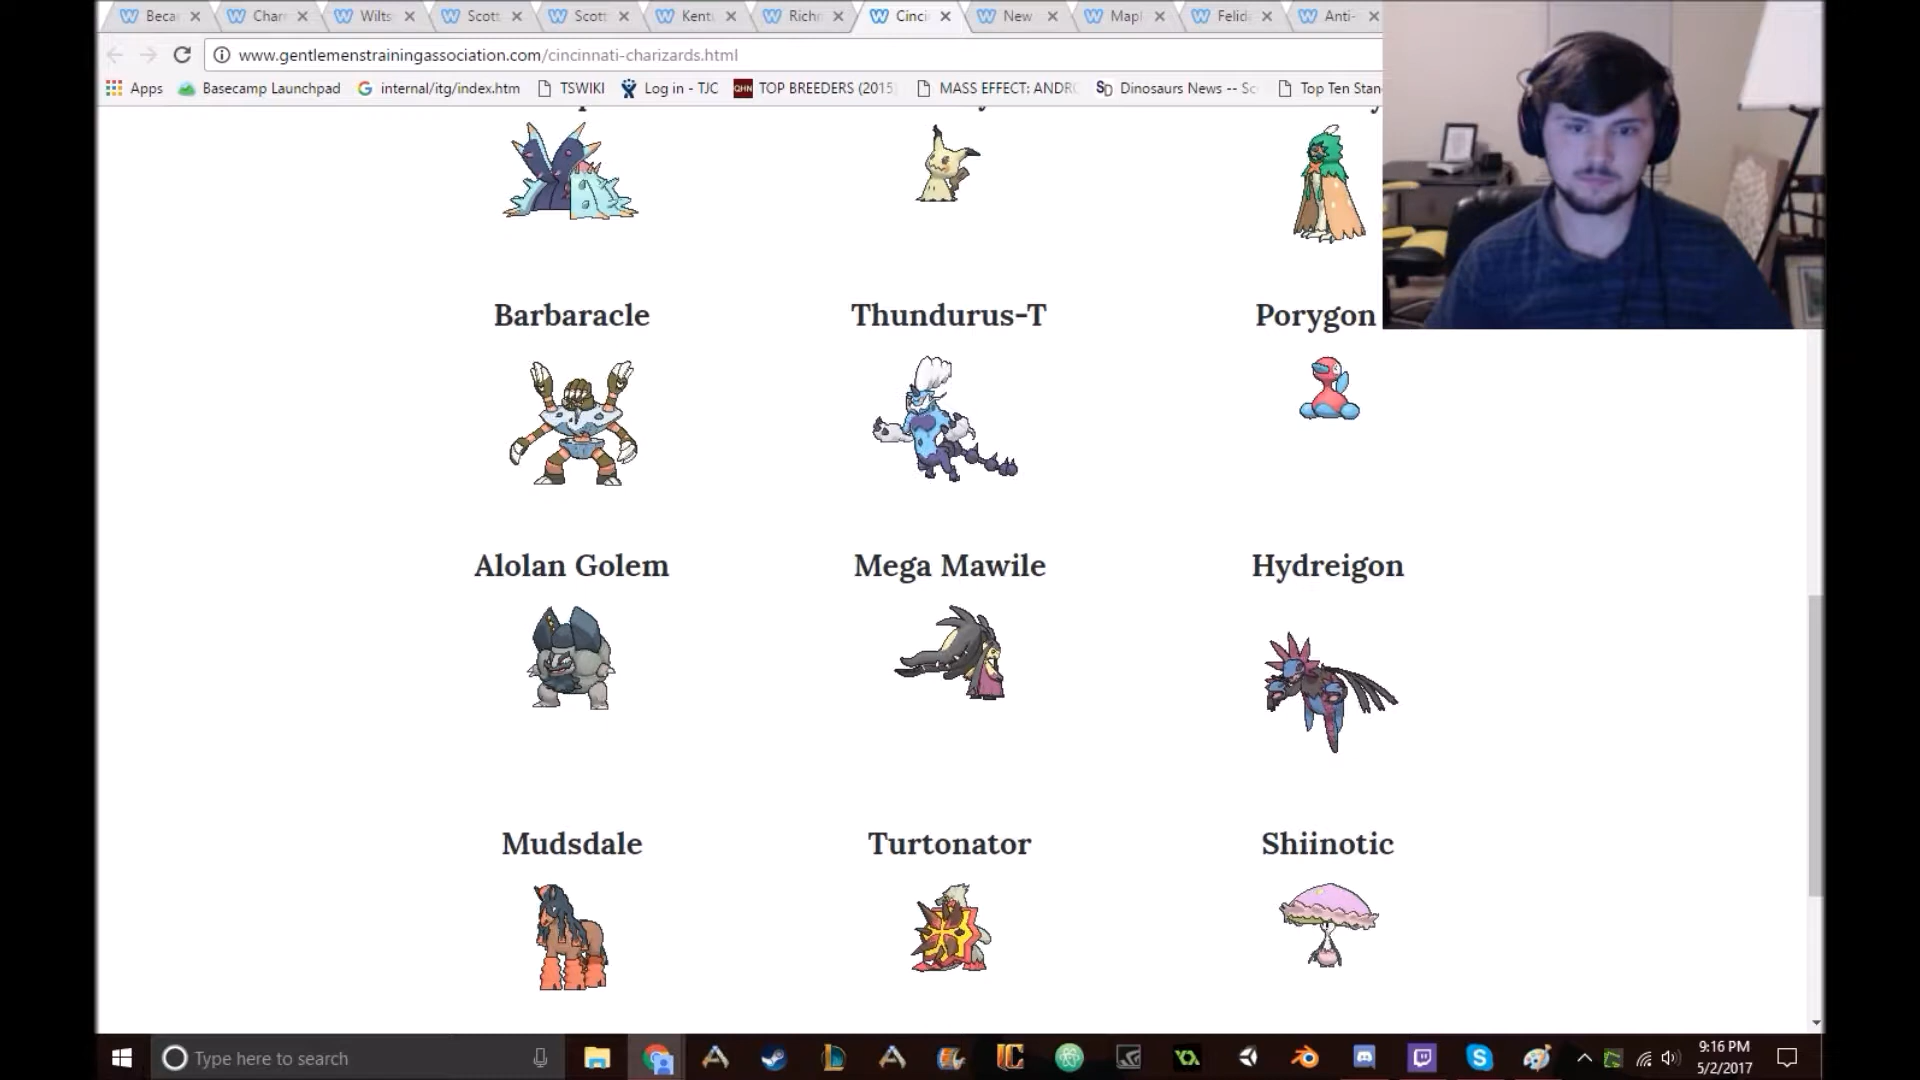 Beca
Char
Wilts
Scott
Scott
Kent
Richm
Cinci
New
Mapl
Felid
Anti-
www.gentlemenstrainingassociation.com/cincinnati-charizards.html
Apps
Basecamp Launchpad
internal/itg/index.htm
TSWIKI
Log in - TJC
QHN
TOP BREEDERS (2015
MASS EFFECT: ANDR
SD
Dinosaurs News -- Sc
Top Ten Stan
Barbaracle
Thundurus-T
Porygon
Alolan Golem
Mega Mawile
Hydreigon
Mudsdale
Turtonator
Shiinotic
Type here to search
9:16 PM
5/2/2017